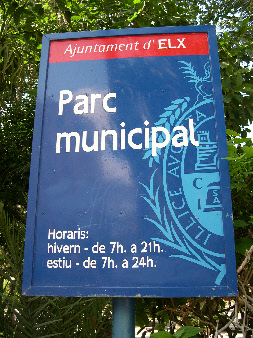 Ajuntament d'ELX
Parc
municipal
Horaris:
hivern - de 7h. a 21h.
estiu - de 7h. a 24h.